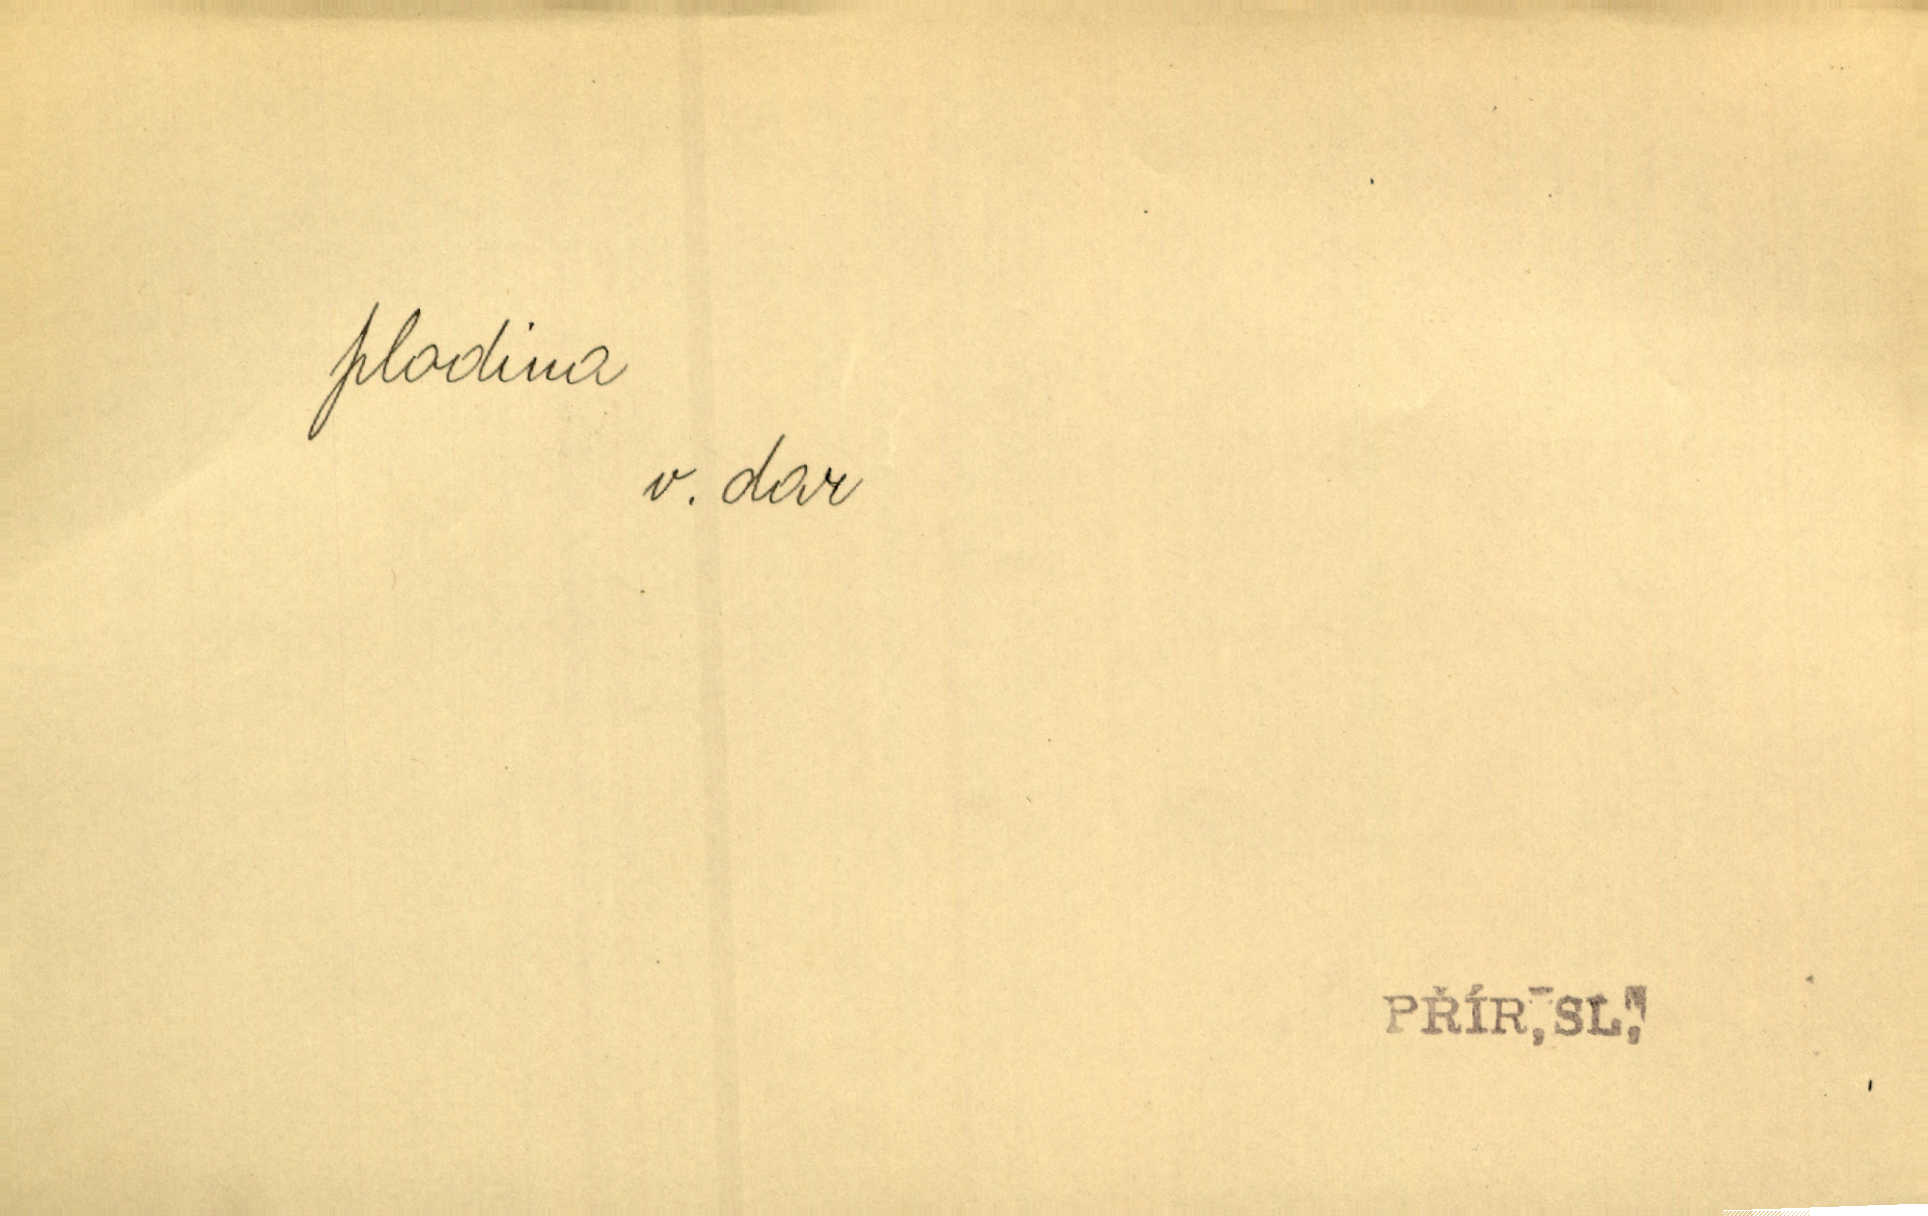 plodina
v. dar
PŘÍR, SL,